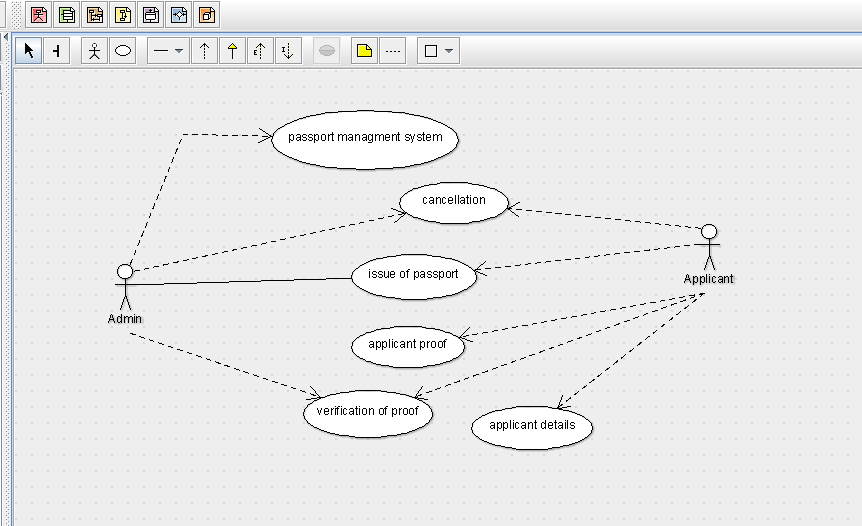 passport managment system
cancellation
issue of passport
Applicant
Admin
applicant proof
verification of proof
applicant details